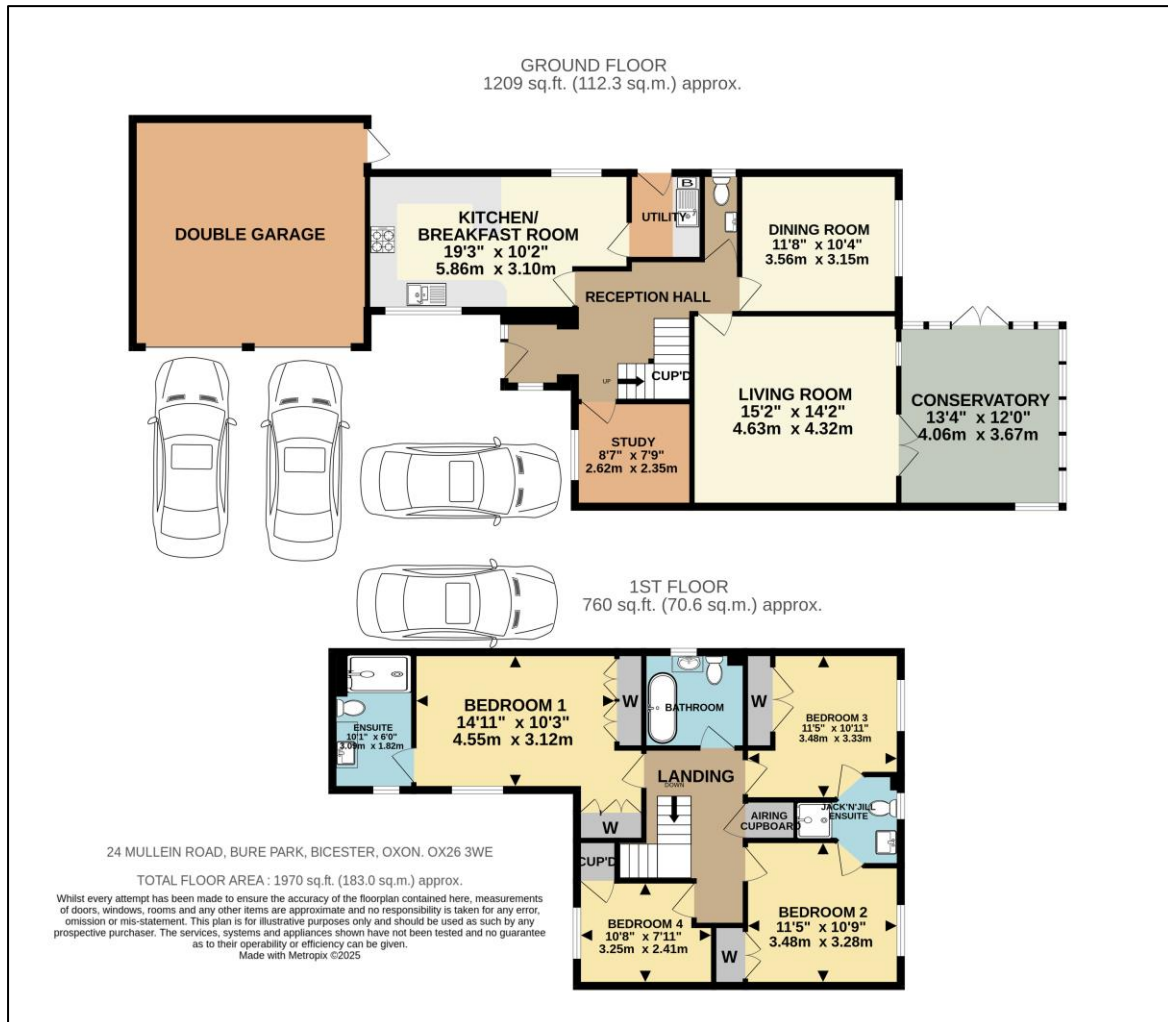 GROUND FLOOR
1209 sq.ft. (112.3 sq.m.) approx.
DOUBLE GARAGE
KITCHEN/
BREAKFAST ROOM
19'3" x 10'2"
5.86m x 3.10m
B
UTILITY
DINING ROOM
11'8" x 10'4"
3.56m x 3.15m
RECEPTION HALL
UP
CUP'D
LIVING ROOM
15'2" x 14'2"
4.63m x 4.32m
CONSERVATORY
13'4" x 12'0"
4.06m x 3.67m
STUDY
8'7" x 7'9"
2.62m x 2.35m
1ST FLOOR
760 sq.ft. (70.6 sq.m.) approx.
ENSUITE
10'1" x 6'0"
3.09m x 1.82m
BEDROOM 1
14'11" x 10'3"
4.55m x 3.12m
W
BATHROOM
W
BEDROOM 3
11'5" x 10'11"
3.48m x 3.33m
LANDING
DOWN
W
AIRING
CUPBOARD
JACK'N'JILL
ENSUITE
CUP'D
BEDROOM 4
10'8" x 7'11"
3.25m x 2.41m
W
BEDROOM 2
11'5" x 10'9"
3.48m x 3.28m
24 MULLEIN ROAD, BURE PARK, BICESTER, OXON. OX26 3WE
TOTAL FLOOR AREA : 1970 sq.ft. (183.0 sq.m.) approx.
Whilst every attempt has been made to ensure the accuracy of the floorplan contained here, measurements
of doors, windows, rooms and any other items are approximate and no responsibility is taken for any error,
omission or mis-statement. This plan is for illustrative purposes only and should be used as such by any
prospective purchaser. The services, systems and appliances shown have not been tested and no guarantee
as to their operability or efficiency can be given.
Made with Metropix ©2025